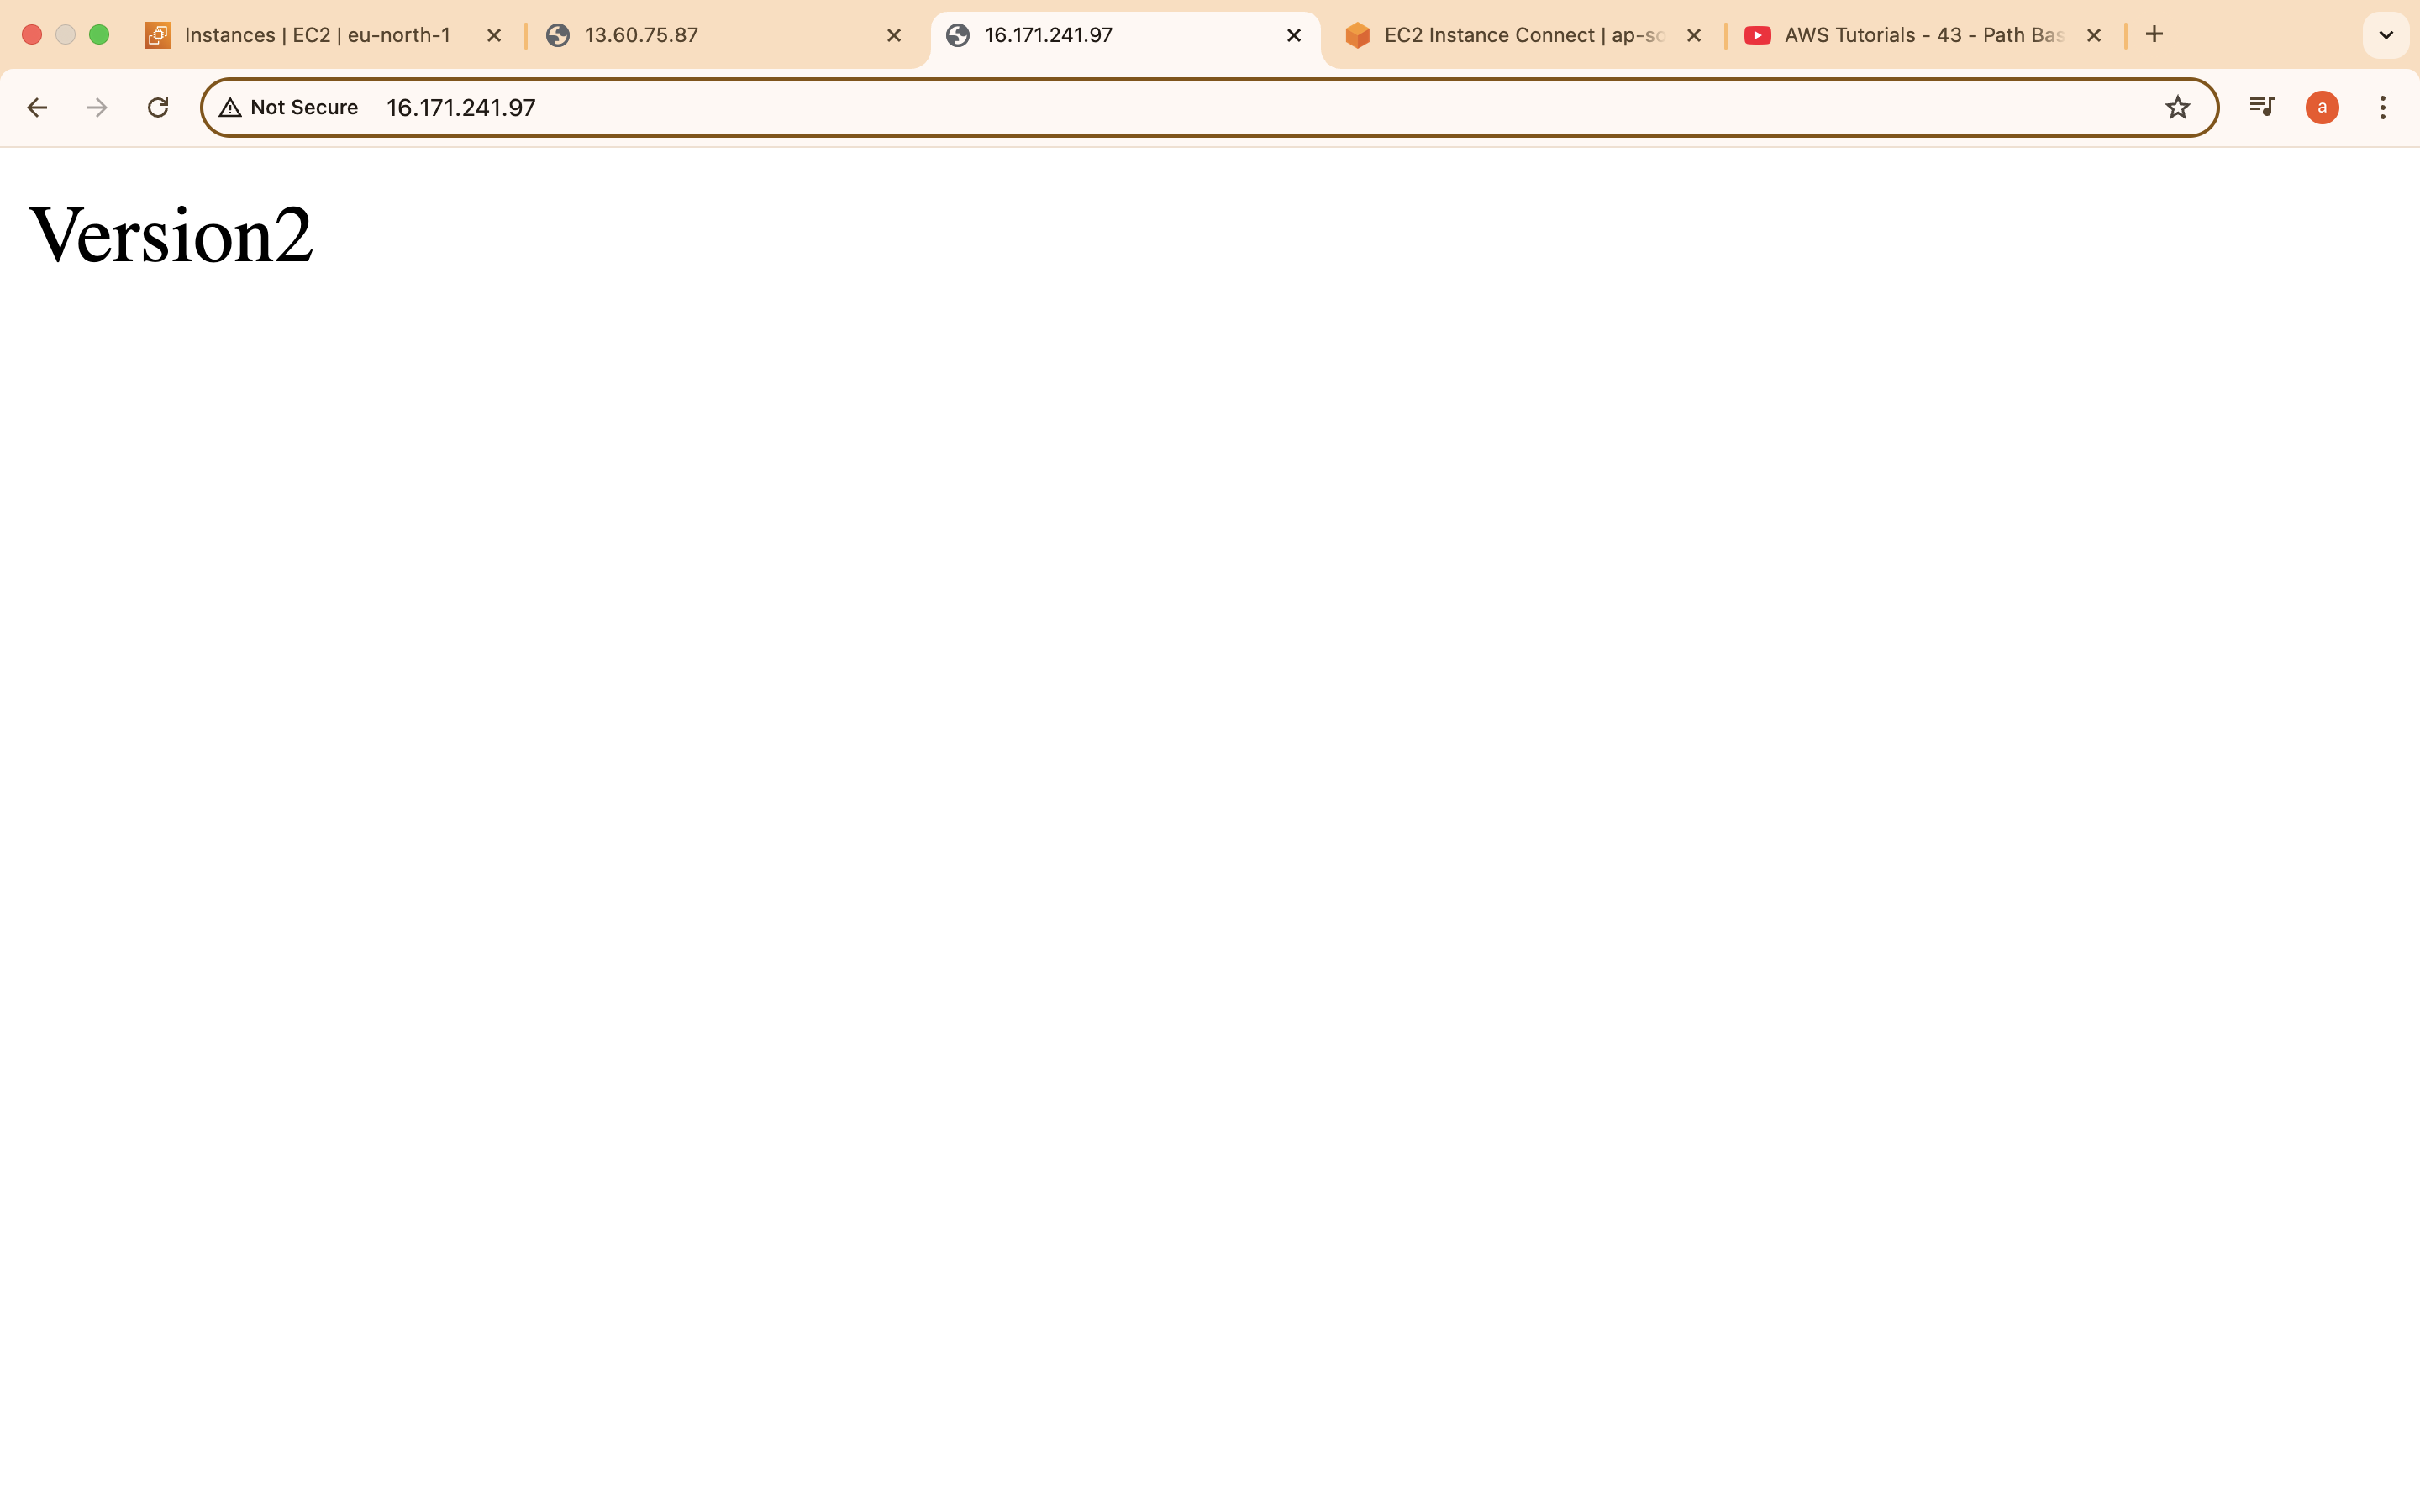 Instances | EC2 | eu-north-1
13.60.75.87
16.171.241.97
EC2 Instance Connect | ap-so
AWS Tutorials - 43 - Path Bas
Not Secure 16.171.241.97
a
Version2